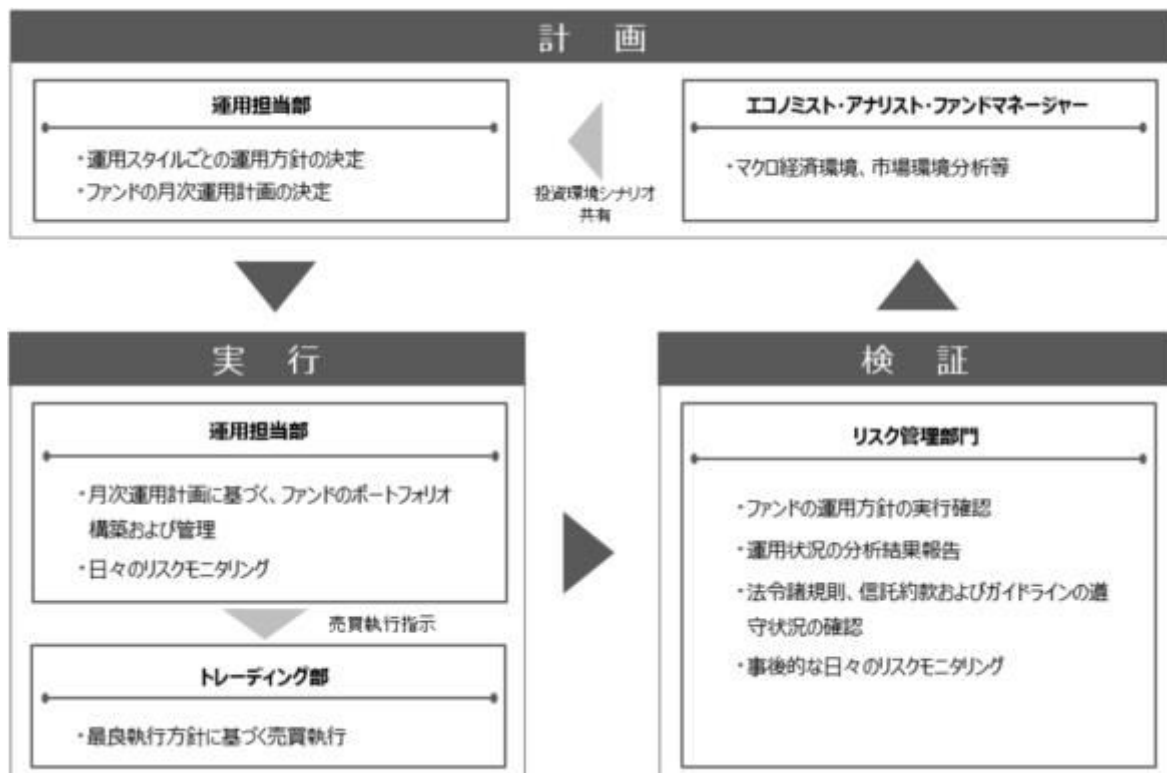 計 画
運用担当部
・運用スタイルごとの運用方針の決定
・ファンドの月次運用計画の決定
投資環境シナリオ
共有
エコノミスト・アナリスト・ファンドマネージャー
・マクロ経済環境、市場環境分析等
実 行
運用担当部
・月次運用計画に基づく、ファンドのポートフォリオ
構築および管理
・日々のリスクモニタリング
売買執行指示
トレーディング部
・最良執行方針に基づく売買執行
検 証
リスク管理部門
・ファンドの運用方針の実行確認
・運用状況の分析結果報告
・法令諸規則、信託約款およびガイドラインの遵
守状況の確認
・事後的な日々のリスクモニタリング